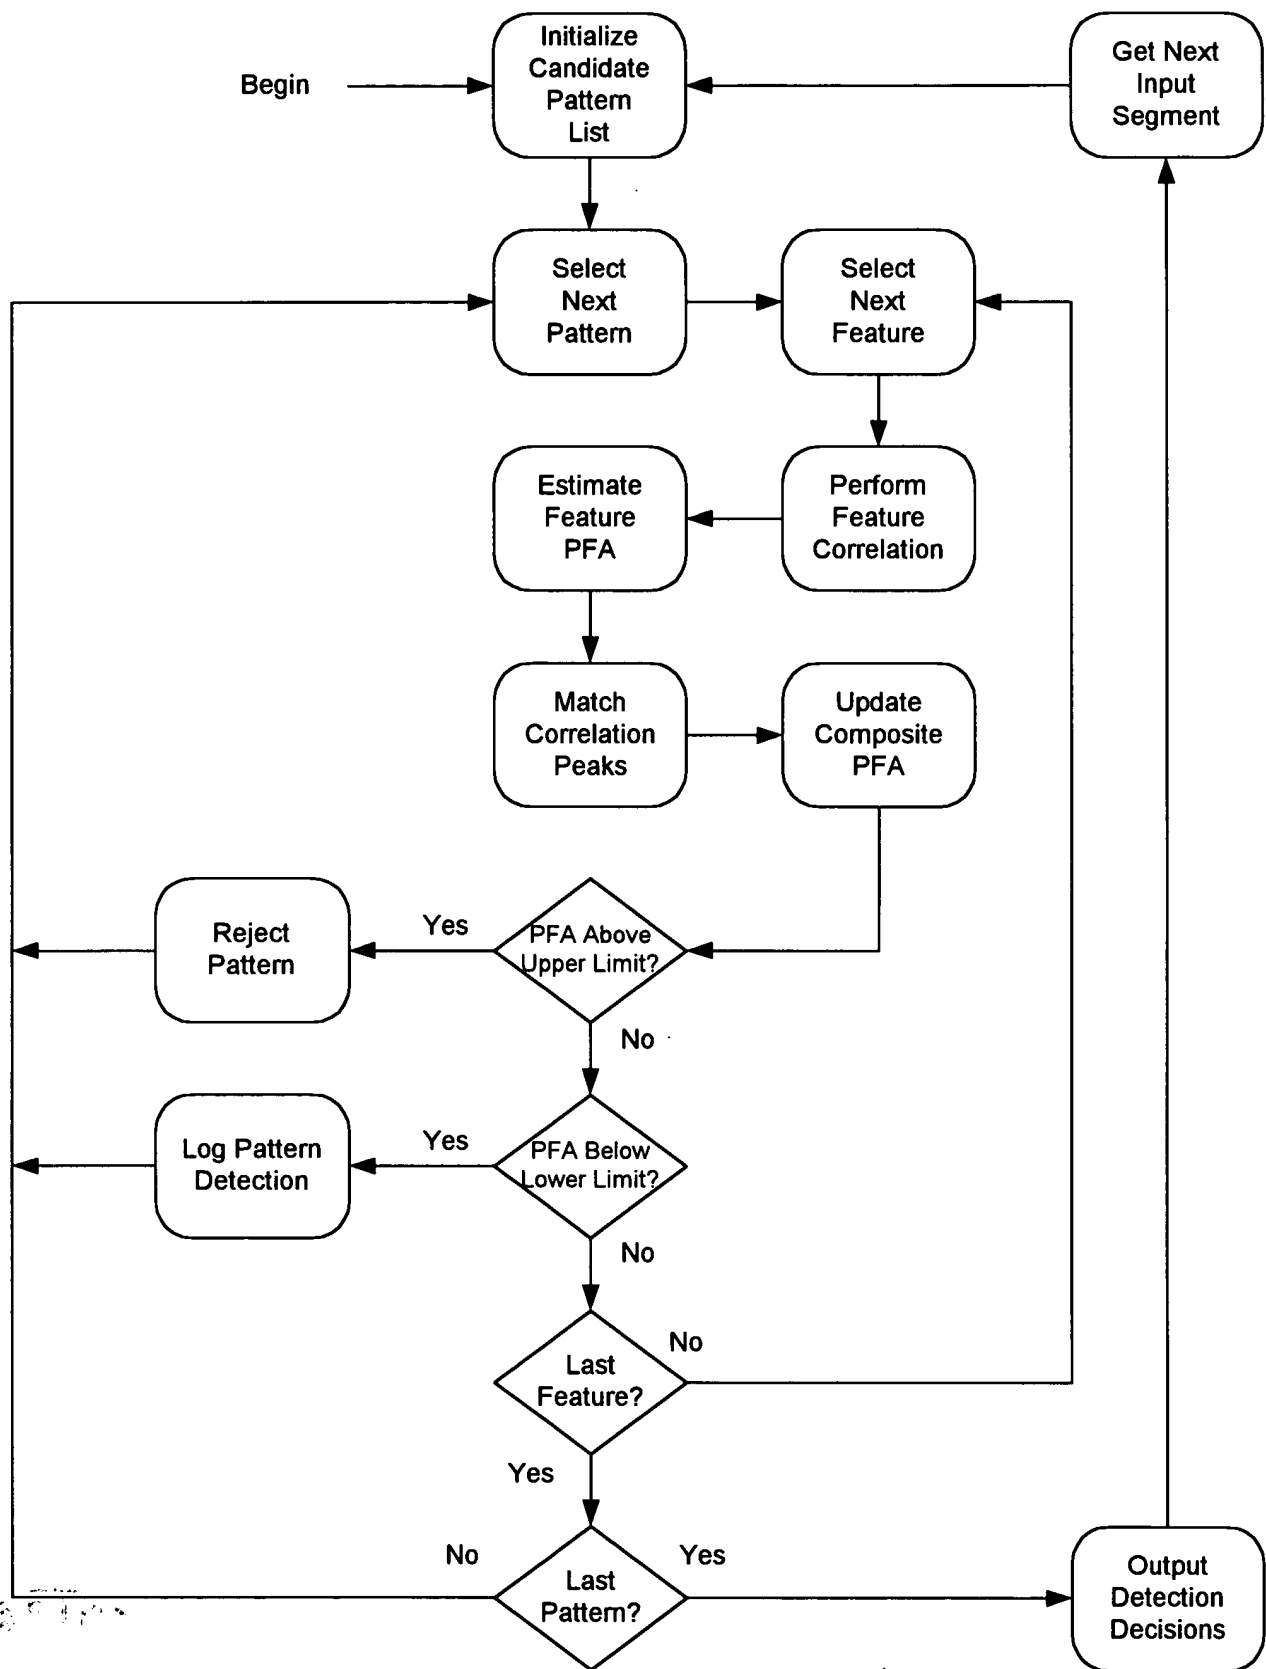 Begin
Initialize
Candidate
Pattern
List
Get Next
Input
Segment
Select
Next
Pattern
Select
Next
Feature
Estimate
Feature
PFA
Perform
Feature
Correlation
Match
Correlation
Peaks
Update
Composite
PFA
Reject
Pattern
Yes
PFA Above
Upper Limit?
No
Log Pattern
Detection
Yes
PFA Below
Lower Limit?
No
Last
Feature?
No
Yes
No
Last
Pattern?
Yes
Output
Detection
Decisions